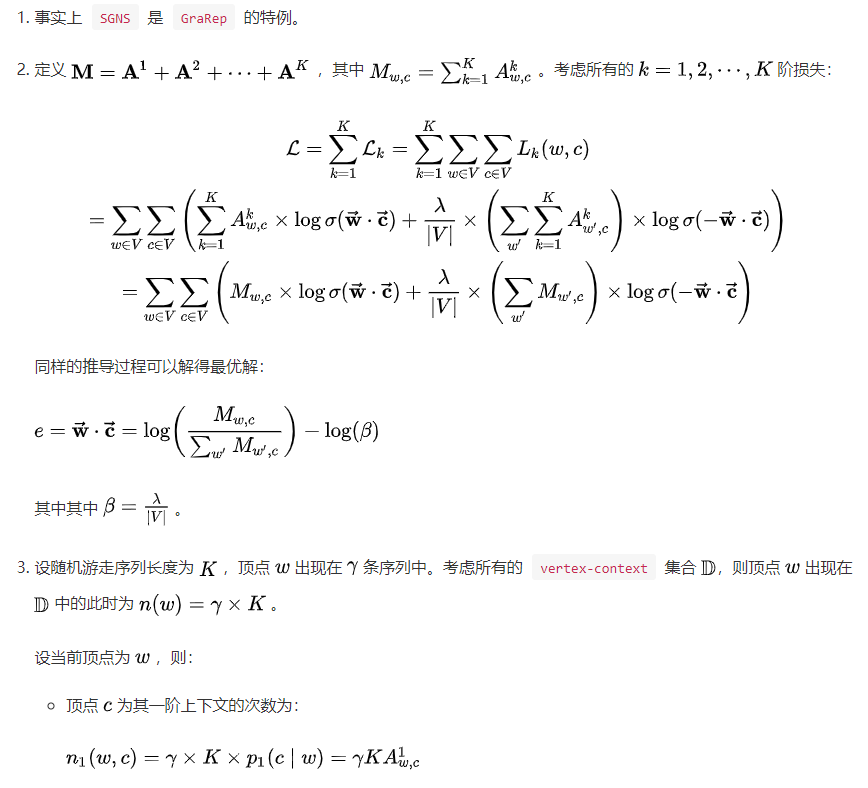 1. 事实上 SGNS 是 GraRep 的特例。
2. 定义 $\mathbf{M} = \mathbf{A}^1 + \mathbf{A}^2 + \cdots + \mathbf{A}^K$ ，其中 $M_{w,c} = \sum_{k=1}^{K} A_{w,c}^k$ 。考虑所有的 $k = 1, 2, \cdots, K$ 阶损失：
$\mathcal{L} = \sum_{k=1}^{K} \mathcal{L}_k = \sum_{k=1}^{K} \sum_{w \in V} \sum_{c \in V} L_k(w, c)$
$= \sum_{w \in V} \sum_{c \in V} \left( \sum_{k=1}^{K} A_{w,c}^k \times \log \sigma(\vec{\mathbf{w}} \cdot \vec{\mathbf{c}}) + \frac{\lambda}{|V|} \times \left( \sum_{w'} \sum_{k=1}^{K} A_{w',c}^k \right) \times \log \sigma(-\vec{\mathbf{w}} \cdot \vec{\mathbf{c}}) \right)$
$= \sum_{w \in V} \sum_{c \in V} \left( M_{w,c} \times \log \sigma(\vec{\mathbf{w}} \cdot \vec{\mathbf{c}}) + \frac{\lambda}{|V|} \times \left( \sum_{w'} M_{w',c} \right) \times \log \sigma(-\vec{\mathbf{w}} \cdot \vec{\mathbf{c}} \right)$
同样的推导过程可以解得最优解：
$e = \vec{\mathbf{w}} \cdot \vec{\mathbf{c}} = \log \left( \frac{M_{w,c}}{\sum_{w'} M_{w',c}} \right) - \log(\beta)$
其中其中 $\beta = \frac{\lambda}{|V|}$ 。
3. 设随机游走序列长度为 $K$ ，顶点 $w$ 出现在 $\gamma$ 条序列中。考虑所有的 vertex-context 集合 $\mathbb{D}$，则顶点 $w$ 出现在
$\mathbb{D}$ 中的此时为 $n(w) = \gamma \times K$ 。
设当前顶点为 $w$ ，则：
○ 顶点 $c$ 为其一阶上下文的次数为：
$n_1(w, c) = \gamma \times K \times p_1(c \mid w) = \gamma K A_{w,c}^1$